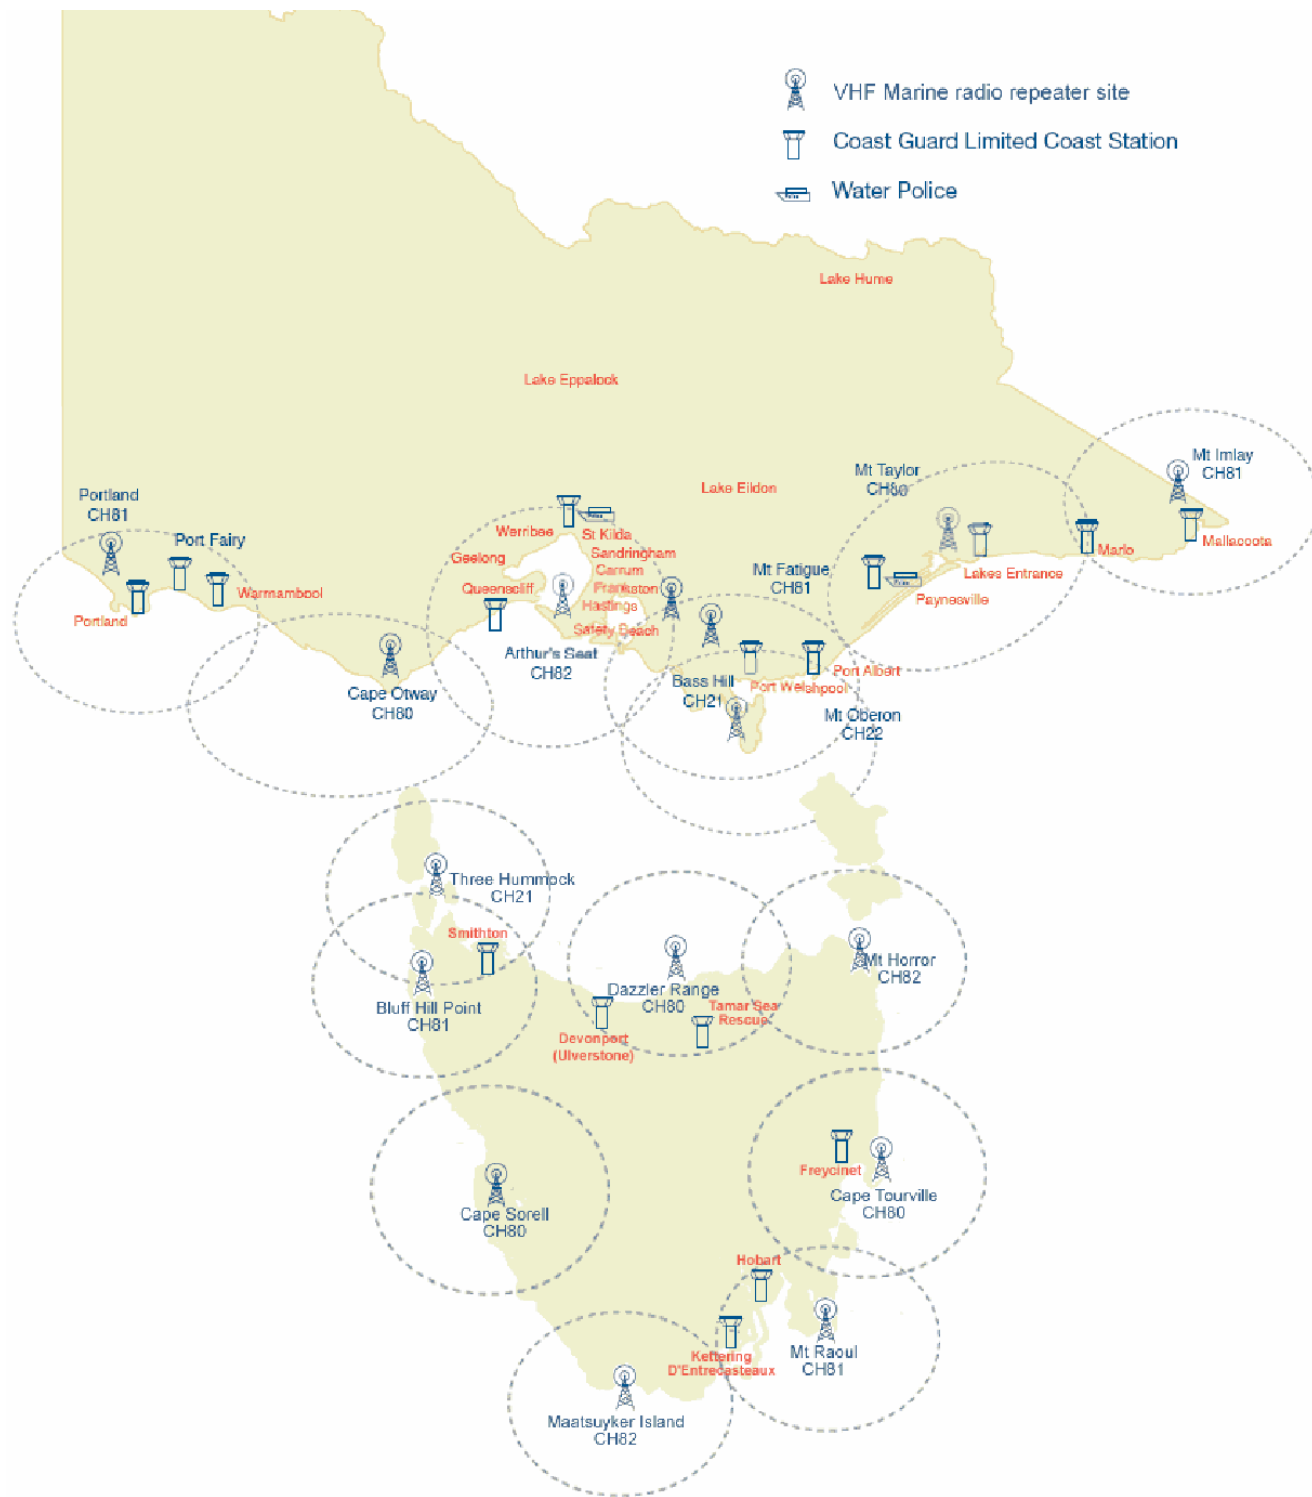 VHF Marine radio repeater site
Coast Guard Limited Coast Station
Water Police
Lake Hume
Lake Eppalock
Mt Imlay
CH81
Mt Taylor
CH80
Lake Eildon
Portland
CH81
Port Fairy
Police
Werribee
St Kilda
Mallacoota
Marlo
Geelong
Sandringham
Carrum
Mt Fatigue
CH81
Lakes Entrance
Queenscliff
Frankston
Warrnambool
Hastings
Police
Paynesville
Portland
Safety Beach
Arthur's Seat
CH82
Port Albert
Bass Hill
CH21
Port Welshpool
Cape Otway
CH80
Mt Oberon
CH22
Three Hummock
CH21
Smithton
Mt Horror
CH82
Dazzler Range
CH80
Bluff Hill Point
CH81
Tamar Sea
Rescue
Devonport
(Ulverstone)
Freycinet
Cape Tourville
CH80
Cape Sorell
CH80
Hobart
Mt Raoul
CH81
Kettering
D'Entrecasteaux
Maatsuyker Island
CH82